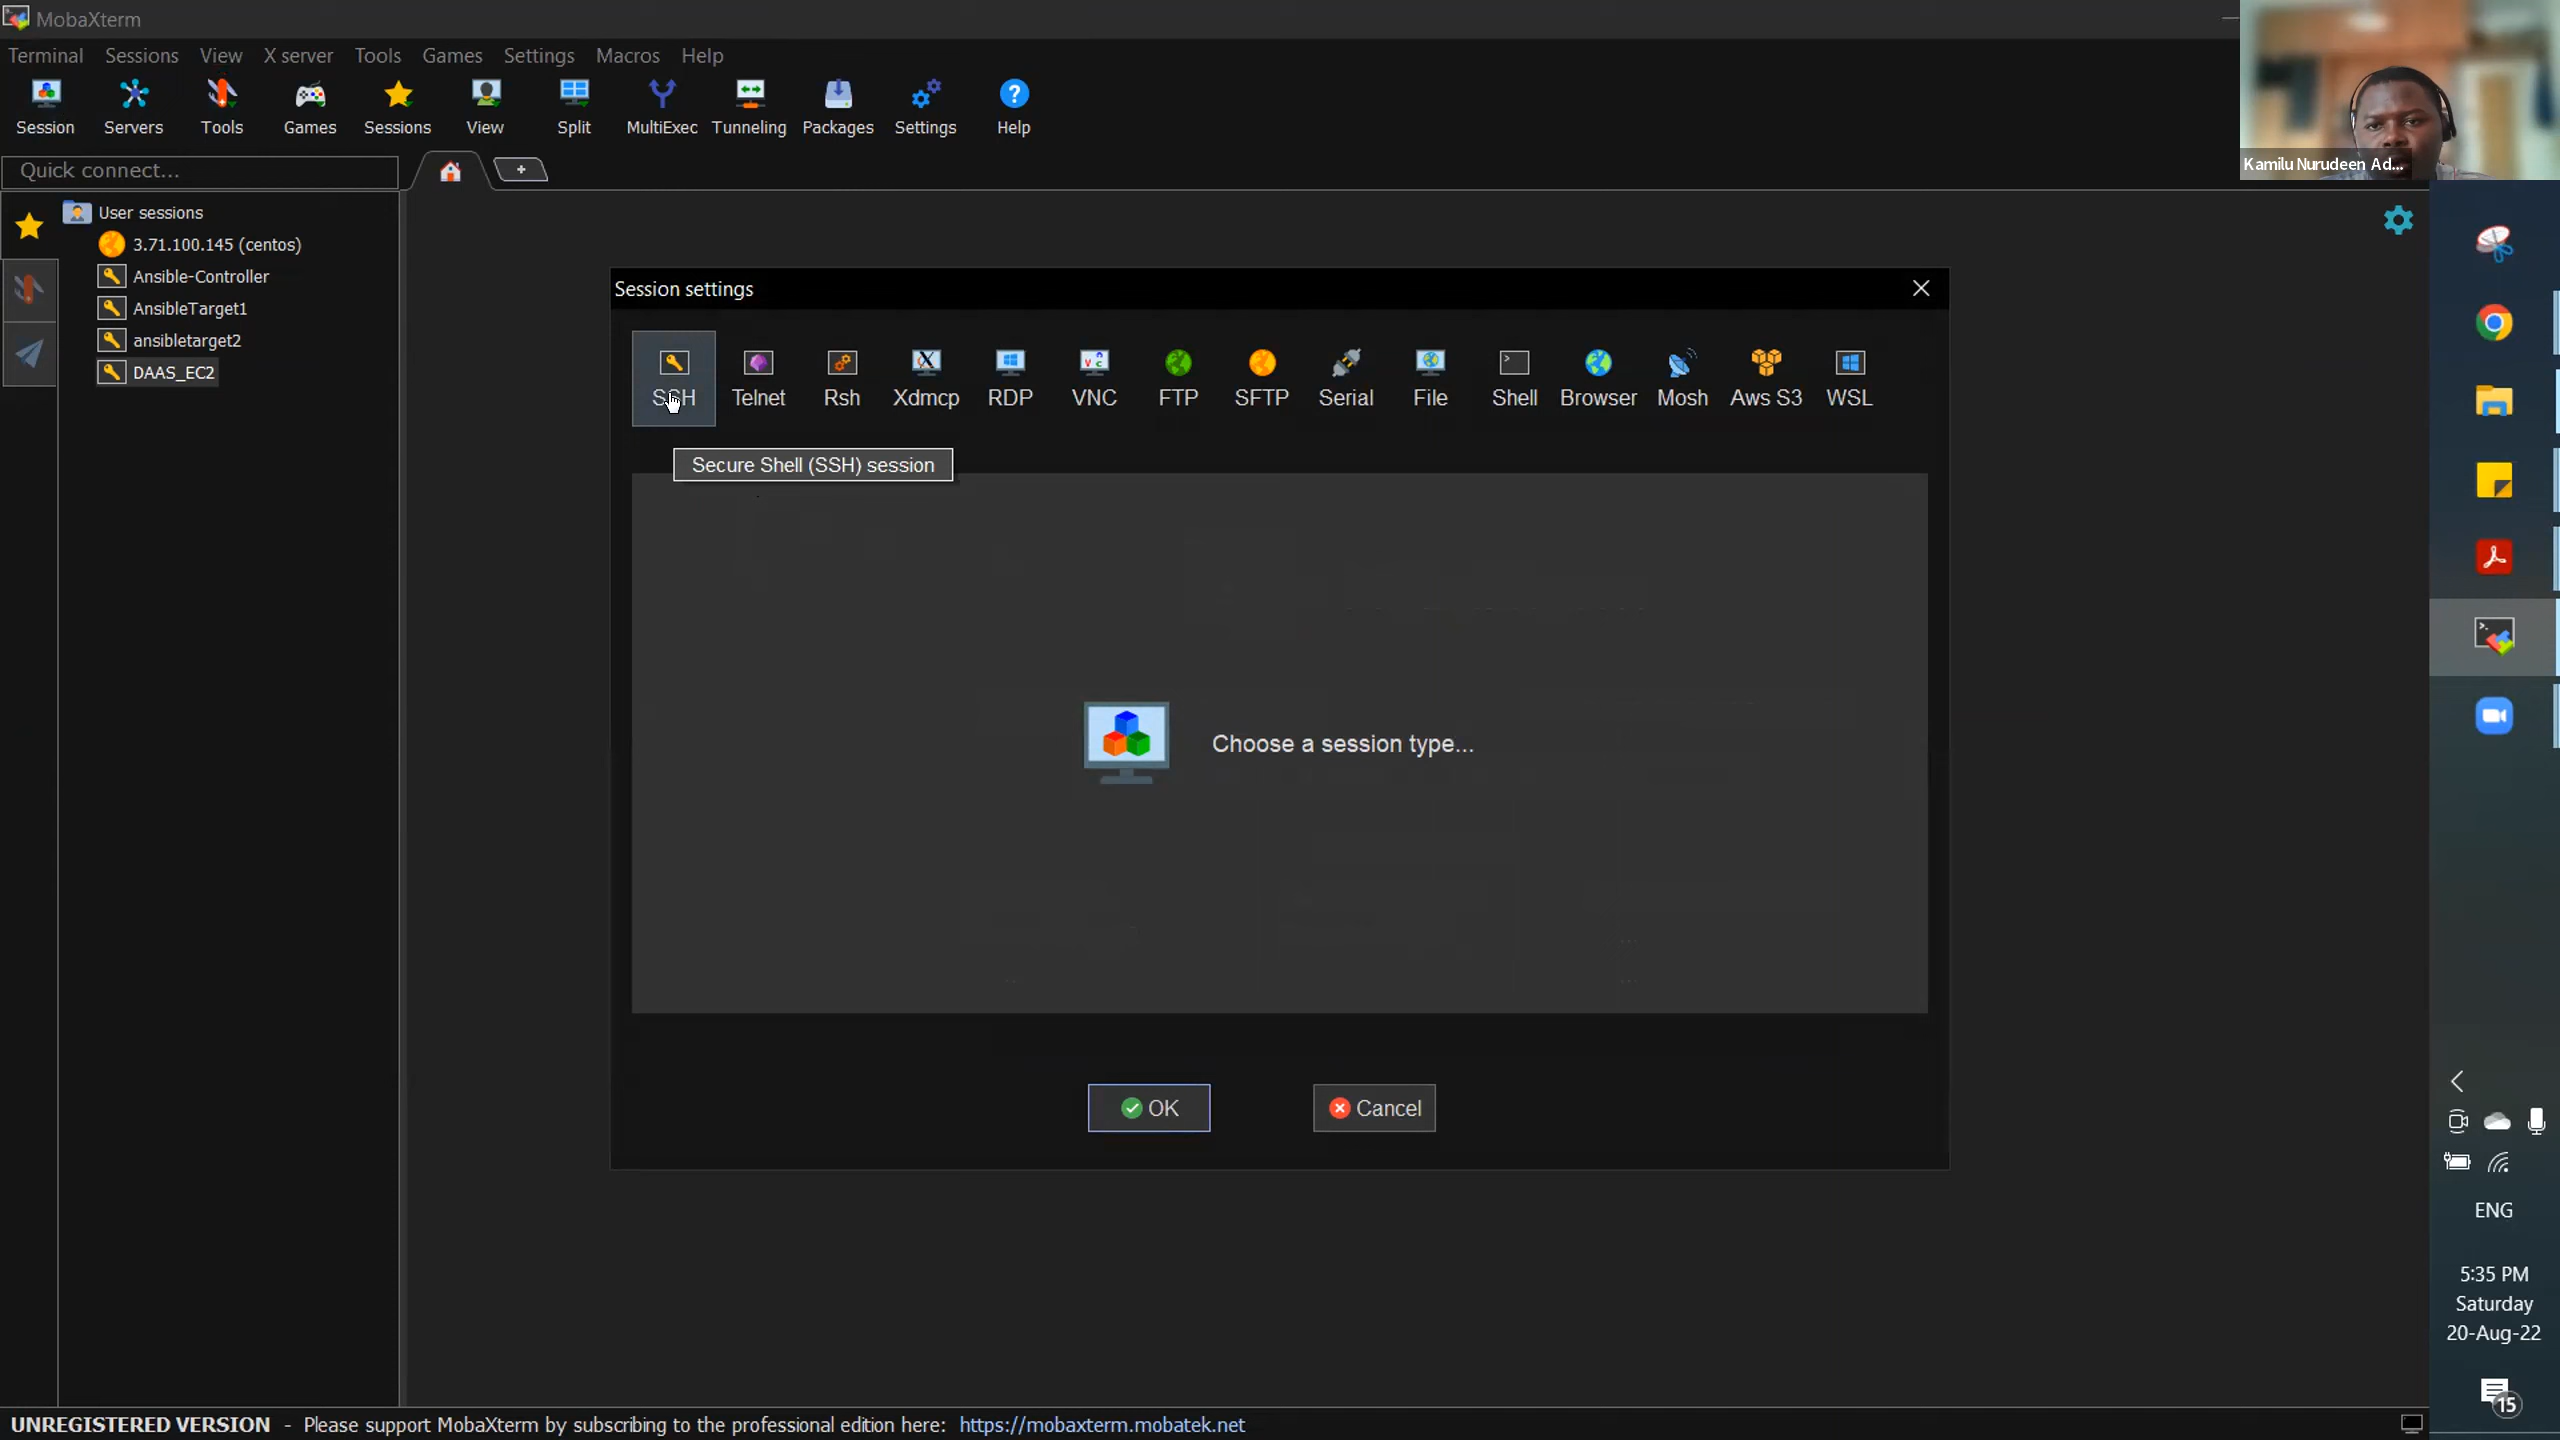 MobaXterm
Terminal Sessions View X server Tools Games Settings Macros Help
Session Servers Tools Games Sessions View Split MultiExec Tunneling Packages Settings Help
Kamilu Nurudeen Ad...
Quick connect...
User sessions
3.71.100.145 (centos)
Ansible-Controller
AnsibleTarget1
ansibletarget2
DAAS_EC2
Session settings
SSH Telnet Rsh Xdmcp RDP VNC FTP SFTP Serial File Shell Browser Mosh Aws S3 WSL
Secure Shell (SSH) session
Choose a session type...
OK Cancel
ENG
5:35 PM
Saturday
20-Aug-22
15
UNREGISTERED VERSION - Please support MobaXterm by subscribing to the professional edition here: https://mobaxterm.mobatek.net